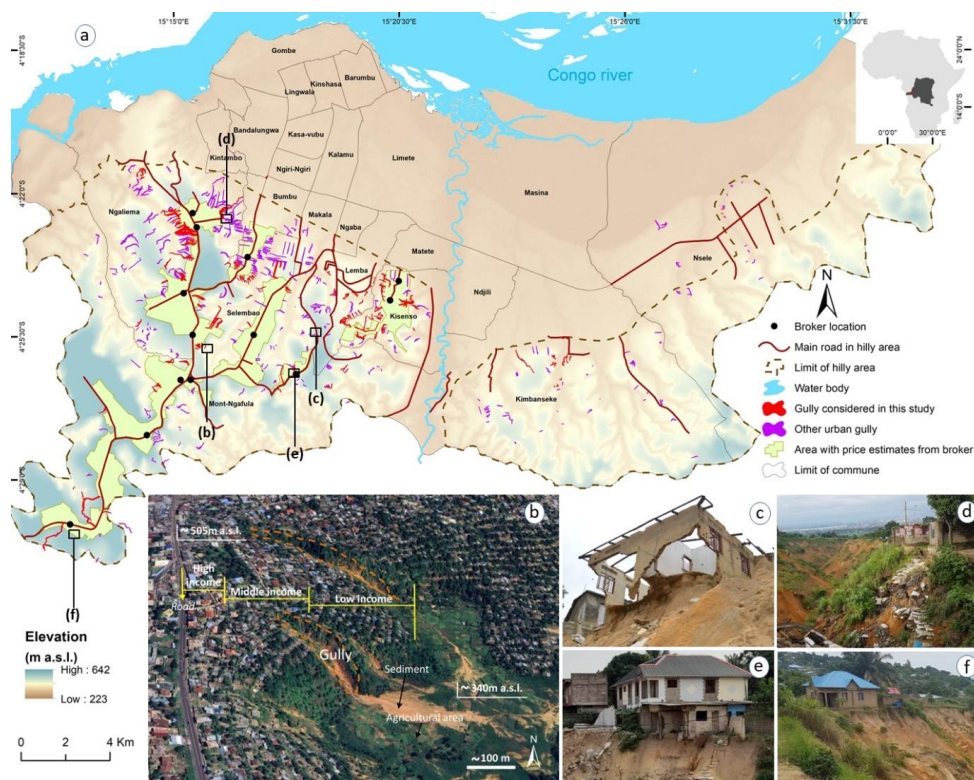 15°15'0"E
15°20'30"E
15°26'0"E
15°31'30"E
a
4°18'30"S
4°22'0"S
4°25'30"S
4°29'0"S
Congo river
24°0'0"N
14°0'0"S
0°0'0"
30°0'0"E
Gombe
Barumbu
Kinshasa
Lingwala
Bandalungwa
Kasa-vubu
(d)
Kintambo
Kalamu
Limete
Ngiri-Ngiri
Masina
Bumbu
Ngaliema
Makala
Ngaba
Matete
Nsele
Lemba
Ndjili
Selembao
Kisenso
Kimbanseke
Mont-Ngafula
(b)
(c)
(e)
(f)
N
Broker location
Main road in hilly area
Limit of hilly area
Water body
Gully considered in this study
Other urban gully
Area with price estimates from broker
Limit of commune
Elevation
(m a.s.l.)
High : 642
Low : 223
0 2 4
Km
b
~ 505m a.s.l.
High
income
Middle income
Low income
Road
Gully
Sediment
~ 340m a.s.l.
Agricultural area
~ 100 m
N
c
d
e
f